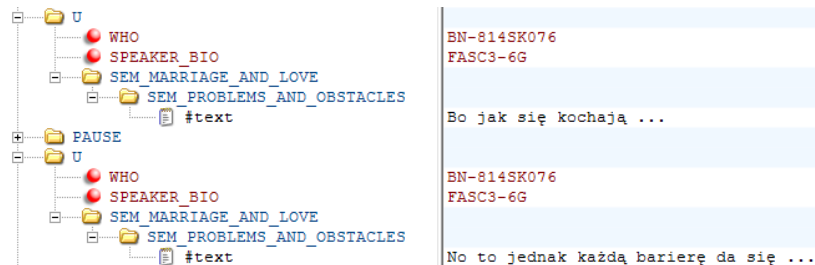 U
WHO BN-814SK076
SPEAKER_BIO FASC3-6G
SEM_MARRIAGE_AND_LOVE
SEM_PROBLEMS_AND_OBSTACLES
#text Bo jak się kochają ...
PAUSE
U
WHO BN-814SK076
SPEAKER_BIO FASC3-6G
SEM_MARRIAGE_AND_LOVE
SEM_PROBLEMS_AND_OBSTACLES
#text No to jednak każdą barierę da się ...